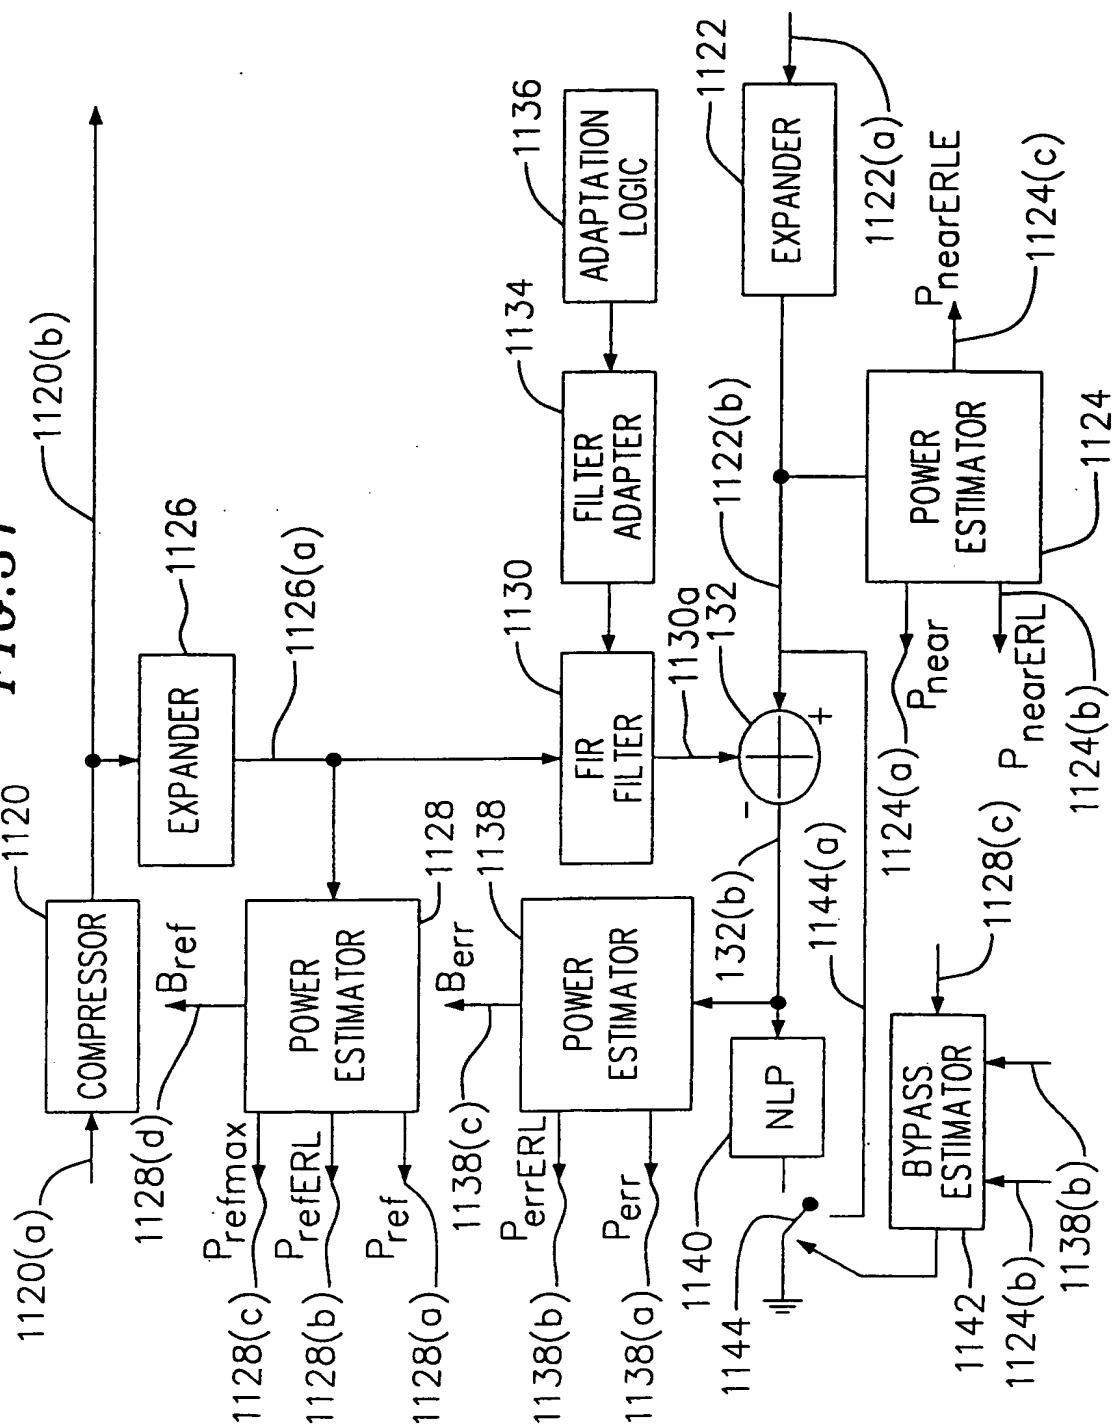 1120(a)
COMPRESSOR
1120
1120(b)
EXPANDER
1126
1126(a)
1128(d)
Bref
POWER
ESTIMATOR
1128
Prefmax
1128(c)
PrefERL
1128(b)
Pref
1128(a)
1138(c)
Berr
POWER
ESTIMATOR
1138
PerrERL
1138(b)
Perr
1138(a)
FIR
FILTER
1130
FILTER
ADAPTER
1134
ADAPTATION
LOGIC
1136
1130a
132
-
+
132(b)
1122(b)
EXPANDER
1122
1122(a)
NLP
1140
1144
1144(a)
BYPASS
ESTIMATOR
1142
1124(b)
1138(b)
1128(c)
POWER
ESTIMATOR
1124
1124(a)
Pnear
PnearERL
1124(b)
PnearERLE
1124(c)